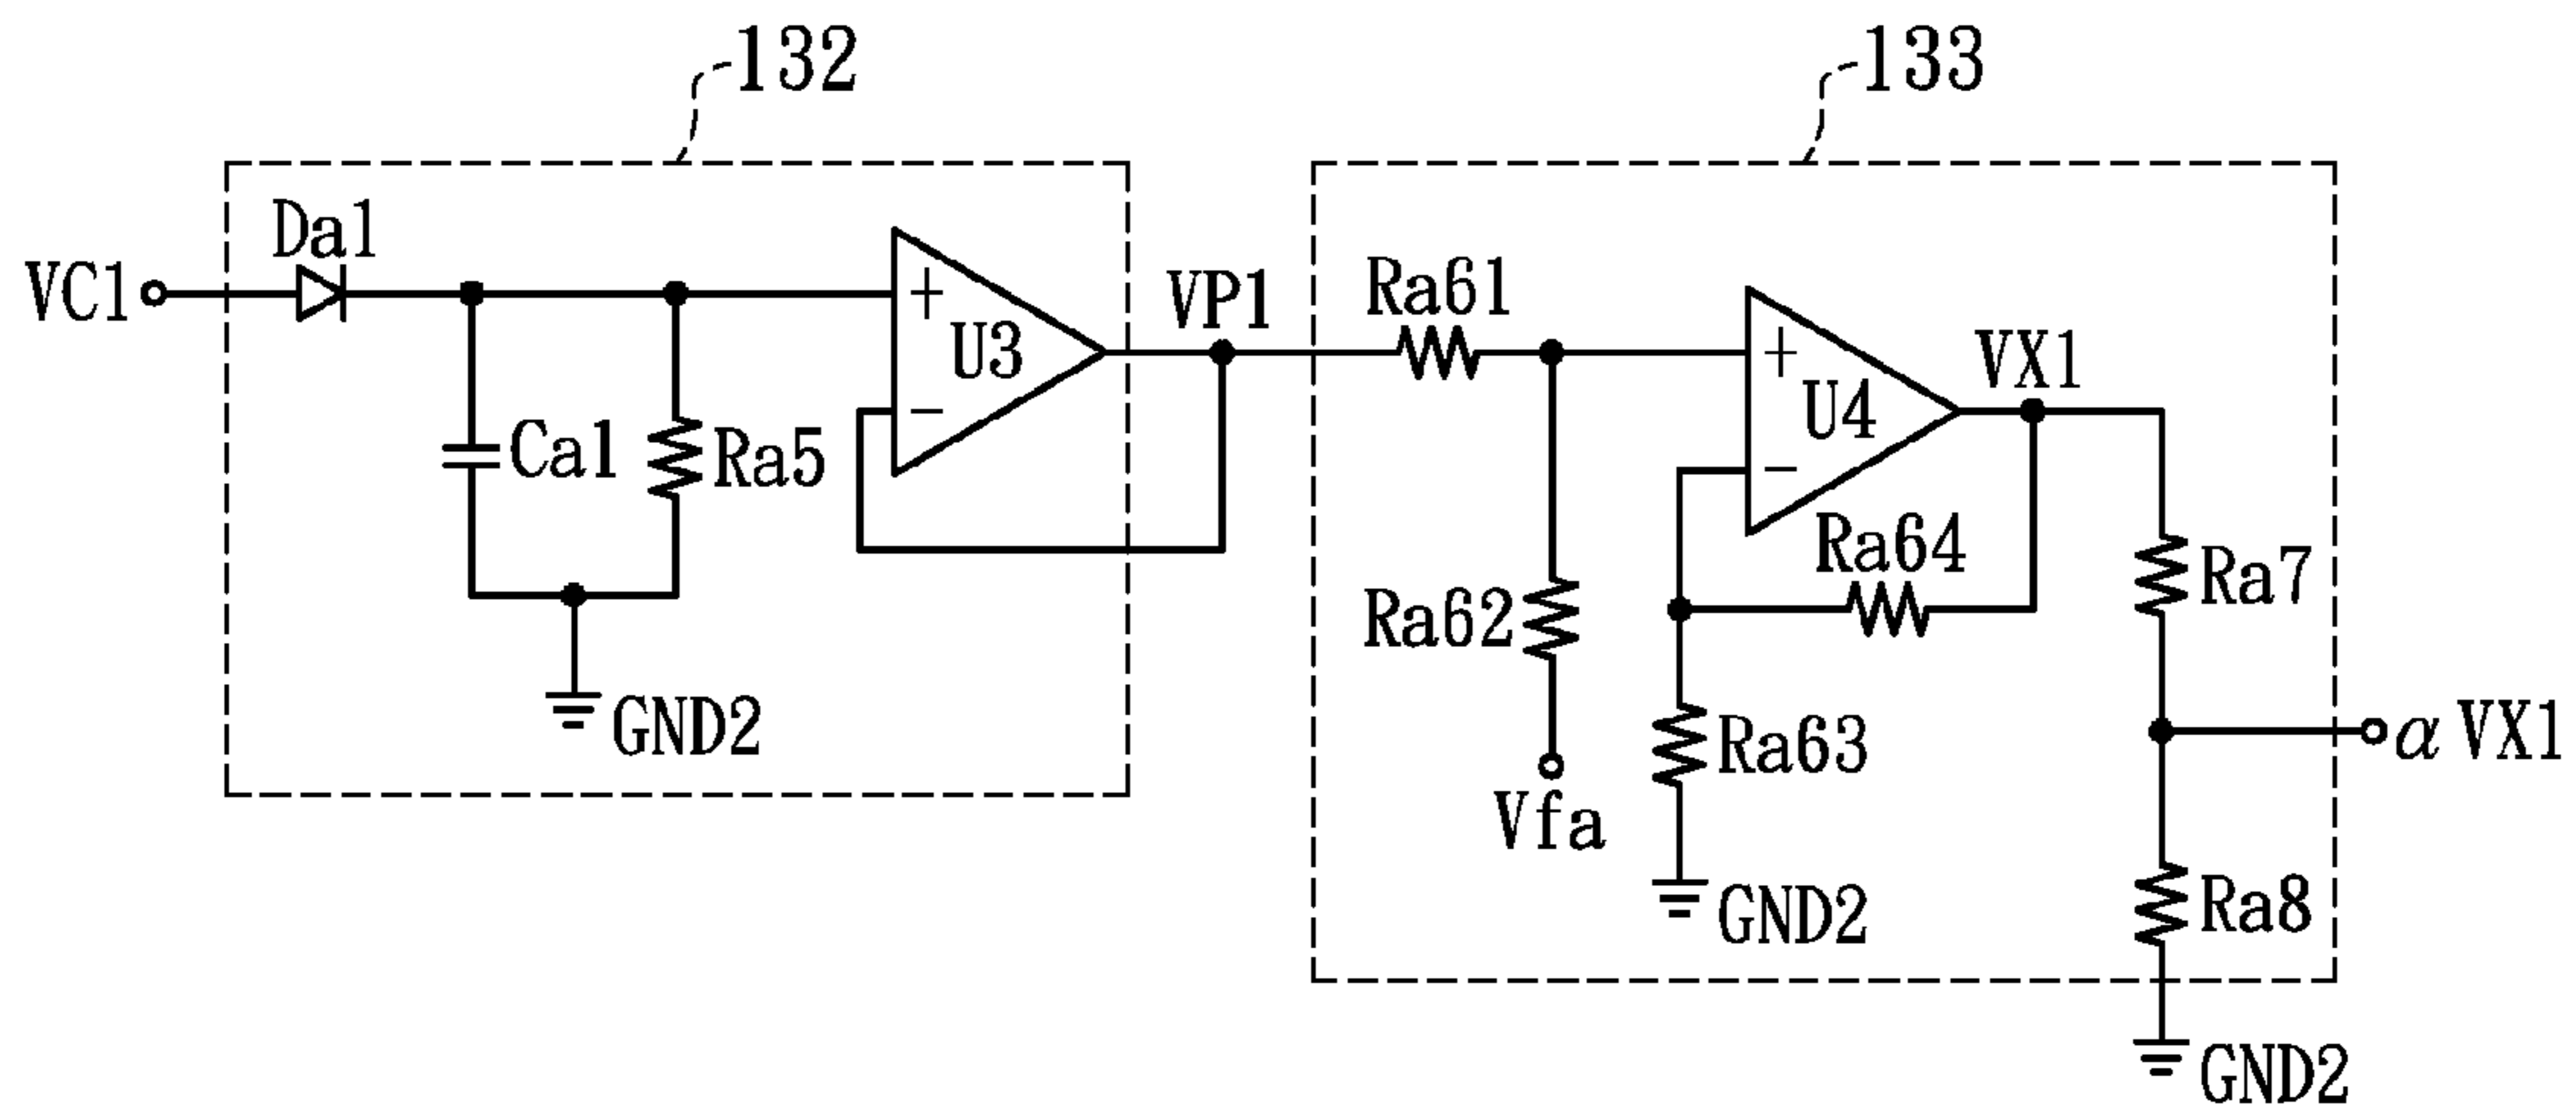 132
133
Da1
VC1
+
U3
−
Ca1
Ra5
GND2
VP1
Ra61
+
U4
−
VX1
Ra64
Ra62
Ra63
Vfa
GND2
Ra7
α VX1
Ra8
GND2